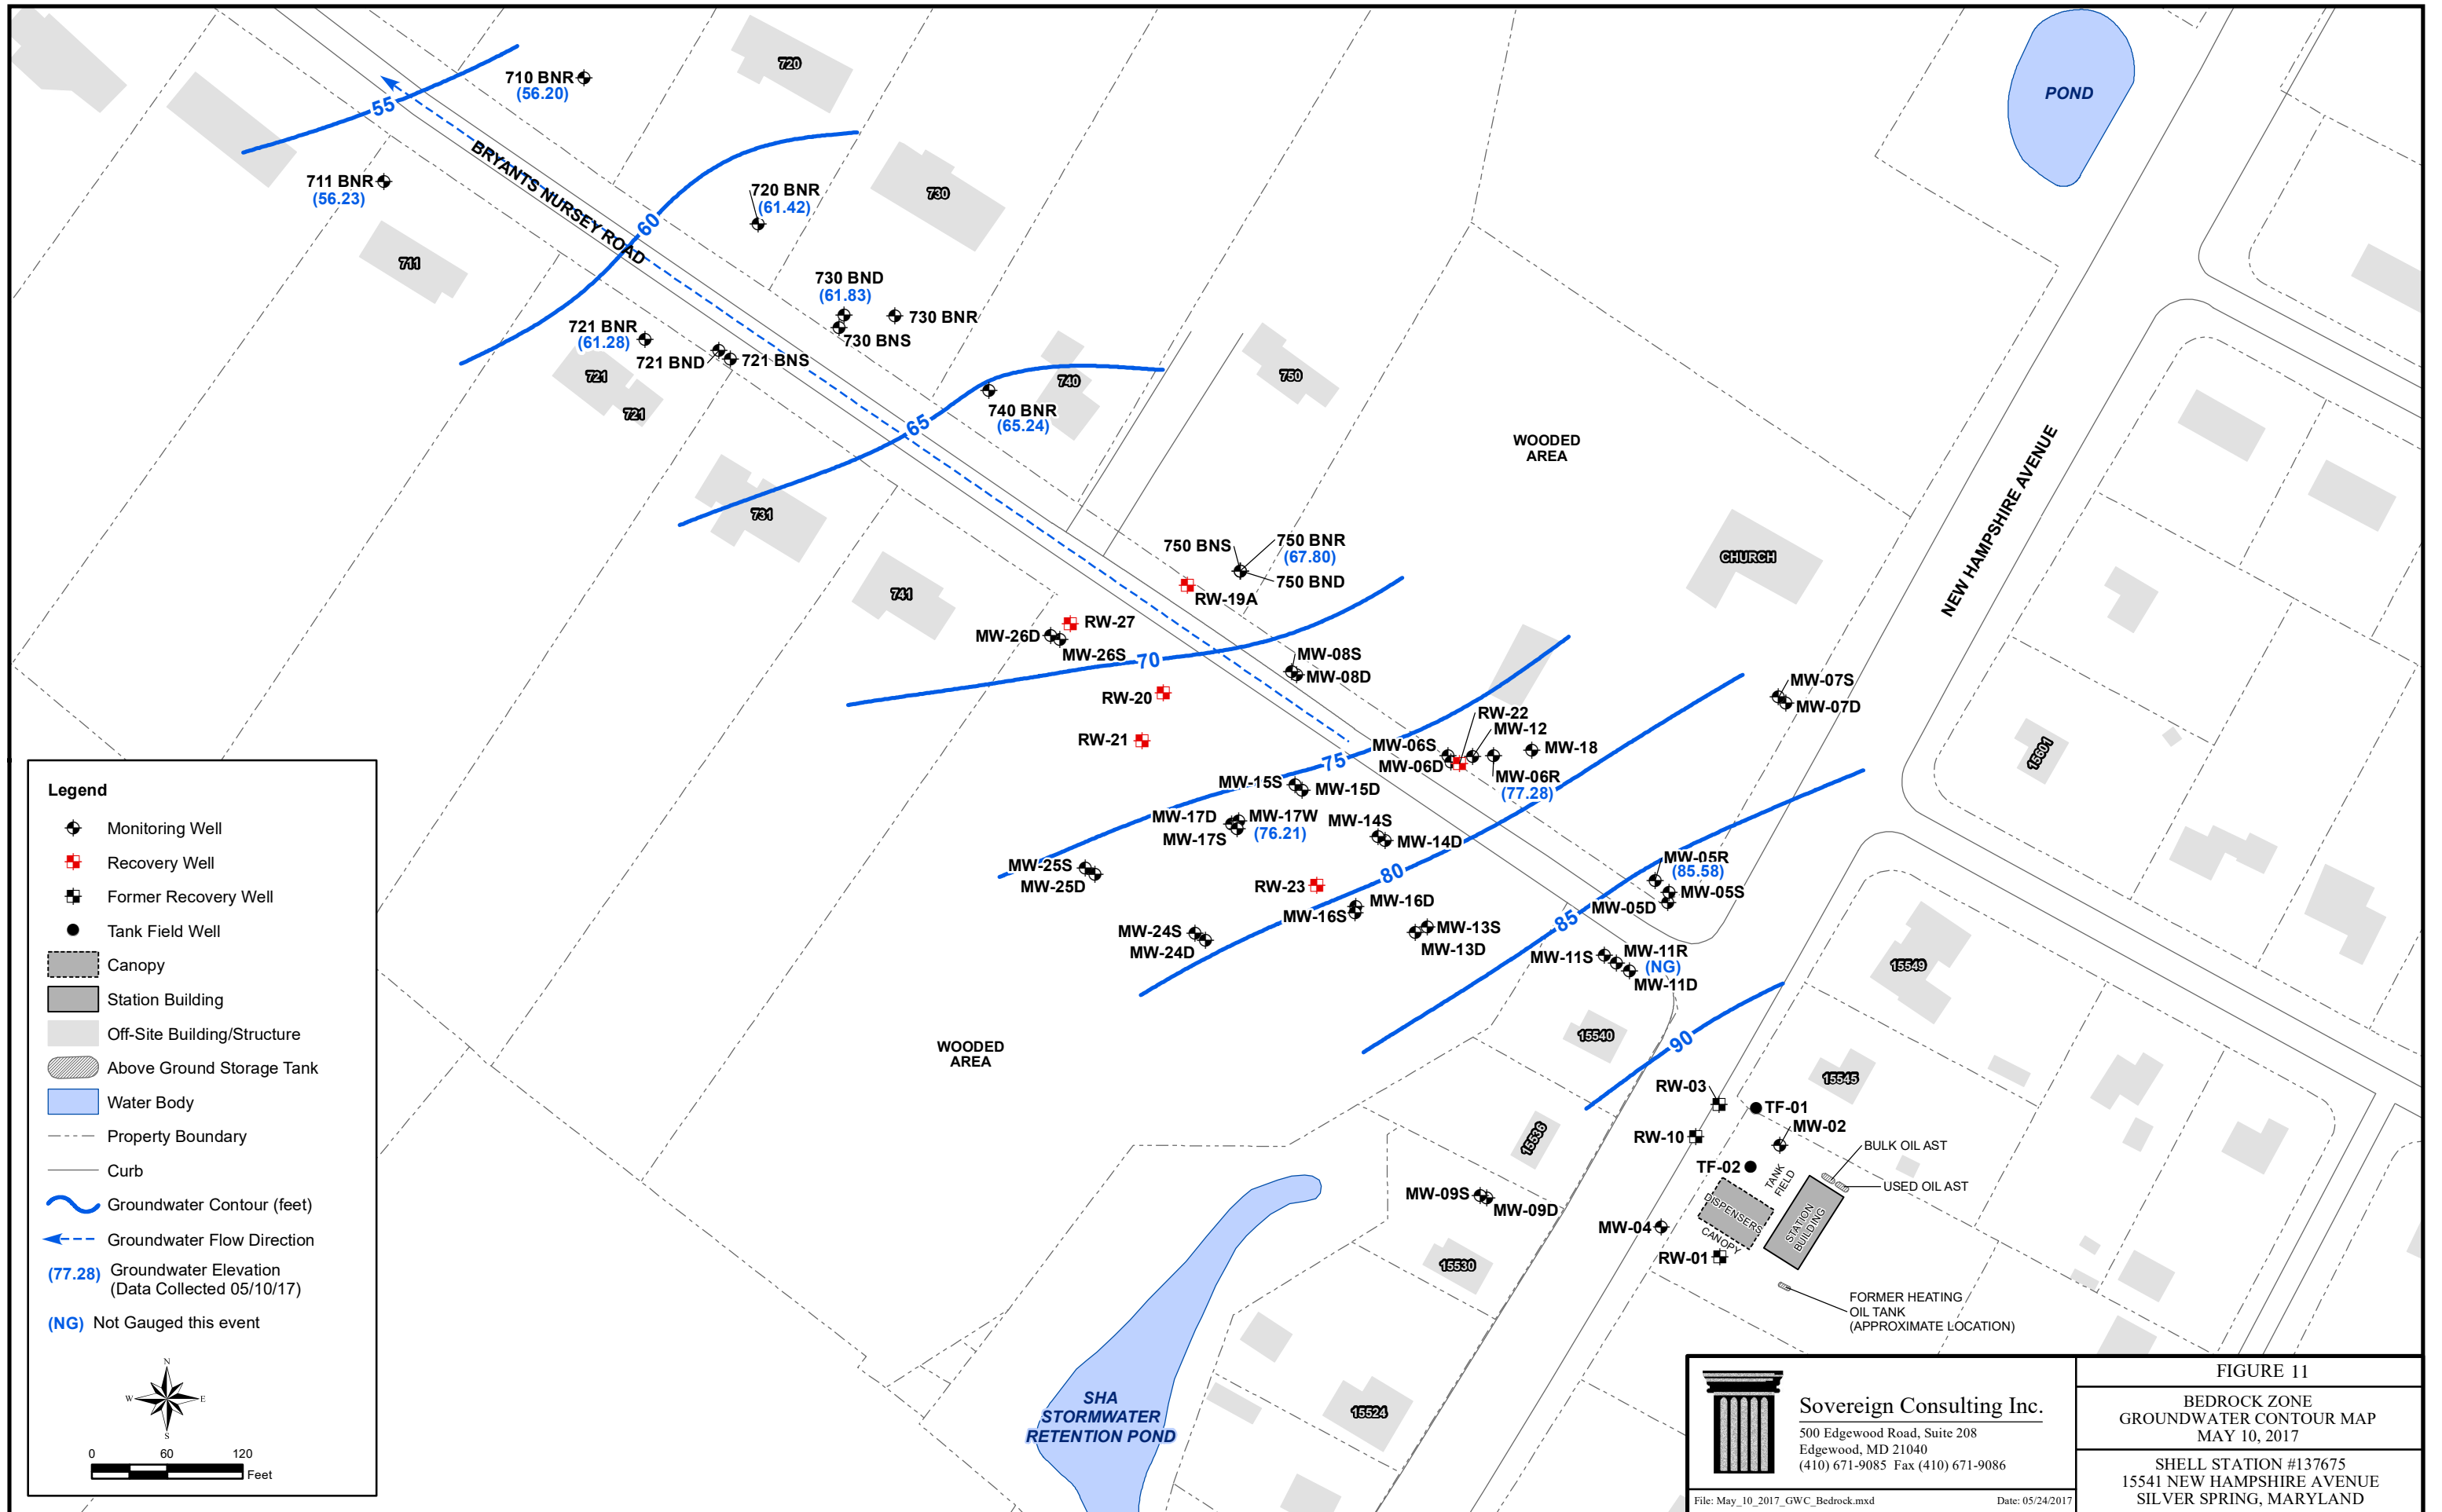 720
POND
710 BNR
(56.20)
55
BRYANTS NURSEY ROAD
711 BNR
(56.23)
720 BNR
(61.42)
730
60
711
730 BND
(61.83)
730 BNR
730 BNS
721 BNR
(61.28)
721 BND
721 BNS
721
721
740
750
740 BNR
(65.24)
65
WOODED
AREA
NEW HAMPSHIRE AVENUE
731
750 BNS
750 BNR
(67.80)
750 BND
CHURCH
741
RW-19A
RW-27
MW-26D
MW-26S
70
MW-08S
MW-08D
RW-20
MW-07S
MW-07D
RW-22
MW-12
RW-21
MW-06S
MW-06D
MW-18
MW-06R
(77.28)
75
15601
MW-15S
MW-15D
MW-17D
MW-17W
(76.21)
MW-17S
MW-14S
MW-14D
MW-25S
MW-25D
80
RW-23
MW-05R
(85.58)
MW-05S
MW-05D
MW-16D
MW-16S
85
MW-24S
MW-24D
MW-13S
MW-13D
MW-11S
MW-11R
(NG)
MW-11D
15549
WOODED
AREA
15540
90
RW-03
15545
TF-01
MW-02
RW-10
15536
BULK OIL AST
TF-02
TANK
FIELD
USED OIL AST
MW-09S
MW-09D
DISPENSERS
CANOPY
STATION
BUILDING
MW-04
RW-01
15530
FORMER HEATING
OIL TANK
(APPROXIMATE LOCATION)
SHA
STORMWATER
RETENTION POND
15524
Legend
Monitoring Well
Recovery Well
Former Recovery Well
Tank Field Well
Canopy
Station Building
Off-Site Building/Structure
Above Ground Storage Tank
Water Body
Property Boundary
Curb
Groundwater Contour (feet)
Groundwater Flow Direction
(77.28) Groundwater Elevation
(Data Collected 05/10/17)
(NG) Not Gauged this event
N
W E
S
0 60 120
Feet
Sovereign Consulting Inc.
500 Edgewood Road, Suite 208
Edgewood, MD 21040
(410) 671-9085 Fax (410) 671-9086
File: May_10_2017_GWC_Bedrock.mxd Date: 05/24/2017
FIGURE 11
BEDROCK ZONE
GROUNDWATER CONTOUR MAP
MAY 10, 2017
SHELL STATION #137675
15541 NEW HAMPSHIRE AVENUE
SILVER SPRING, MARYLAND